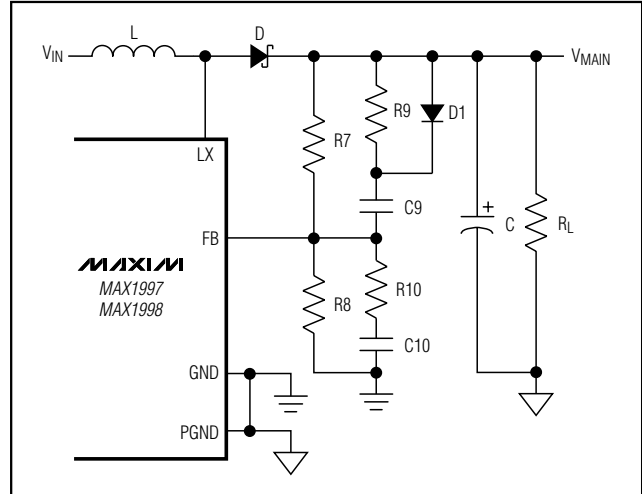 L
D
VIN
VMAIN
R9
D1
R7
LX
C9
+
C
RL
FB
MAXIM
MAX1997
MAX1998
R8
R10
C10
GND
PGND